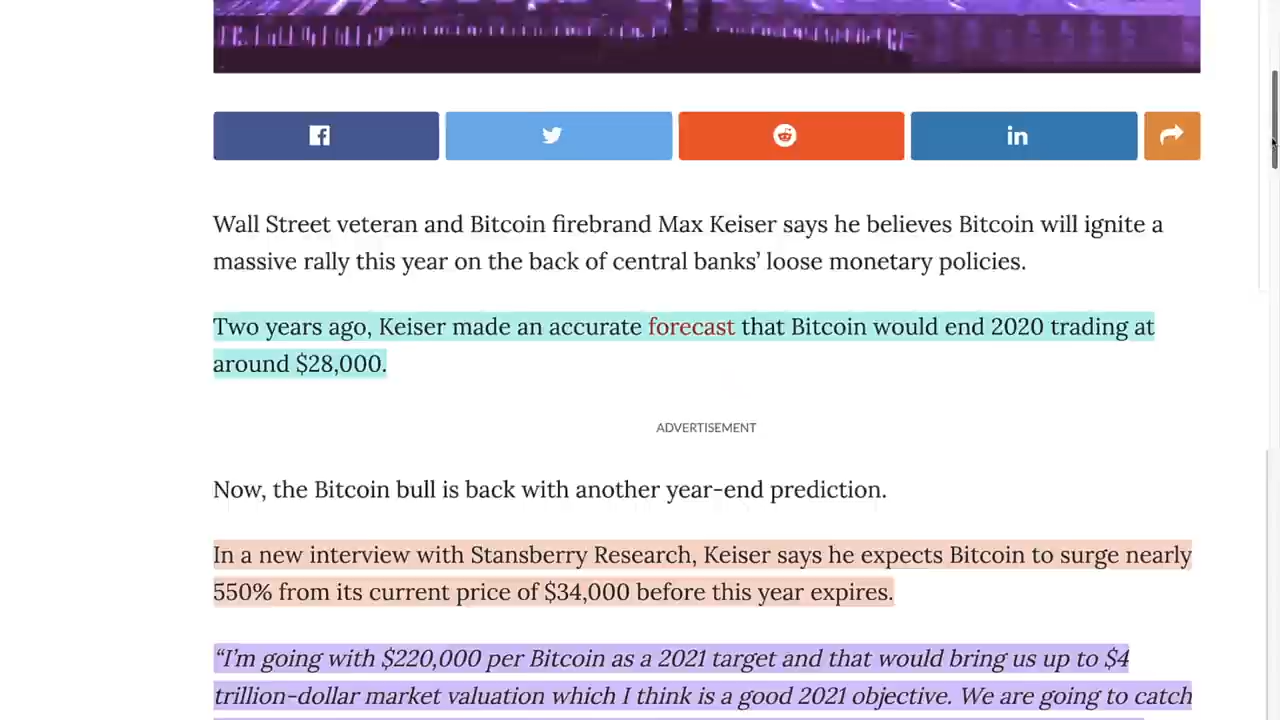 Wall Street veteran and Bitcoin firebrand Max Keiser says he believes Bitcoin will ignite a
massive rally this year on the back of central banks’ loose monetary policies.
Two years ago, Keiser made an accurate forecast that Bitcoin would end 2020 trading at
around $28,000.
ADVERTISEMENT
Now, the Bitcoin bull is back with another year-end prediction.
In a new interview with Stansberry Research, Keiser says he expects Bitcoin to surge nearly
550% from its current price of $34,000 before this year expires.
“I’m going with $220,000 per Bitcoin as a 2021 target and that would bring us up to $4
trillion-dollar market valuation which I think is a good 2021 objective. We are going to catch